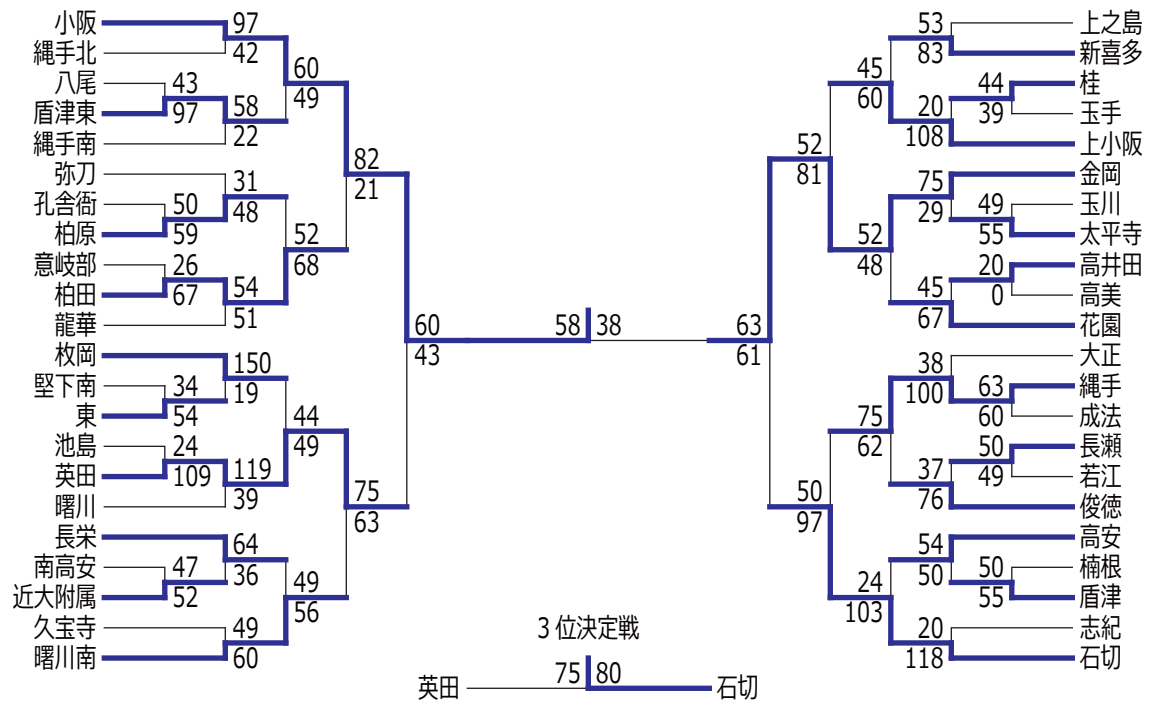 小阪
縄手北
八尾
盾津東
縄手南
弥刀
孔舎衙
柏原
意岐部
柏田
龍華
枚岡
堅下南
東
池島
英田
曙川
長栄
南高安
近大附属
久宝寺
曙川南
43
97
50
59
26
67
34
54
24
109
47
52
97
42
58
22
31
48
54
51
150
19
119
39
64
36
49
60
60
49
52
68
44
49
49
56
82
21
75
63
60
43
58 38
63
61
52
81
50
97
45
60
52
48
75
62
24
103
53
83
20
108
75
29
45
67
38
100
37
76
54
50
20
118
44
39
49
55
20
0
63
60
50
49
50
55
上之島
新喜多
桂
玉手
上小阪
金岡
玉川
太平寺
高井田
高美
花園
大正
縄手
成法
長瀬
若江
俊徳
高安
楠根
盾津
志紀
石切
3位決定戦
英田 75 80 石切